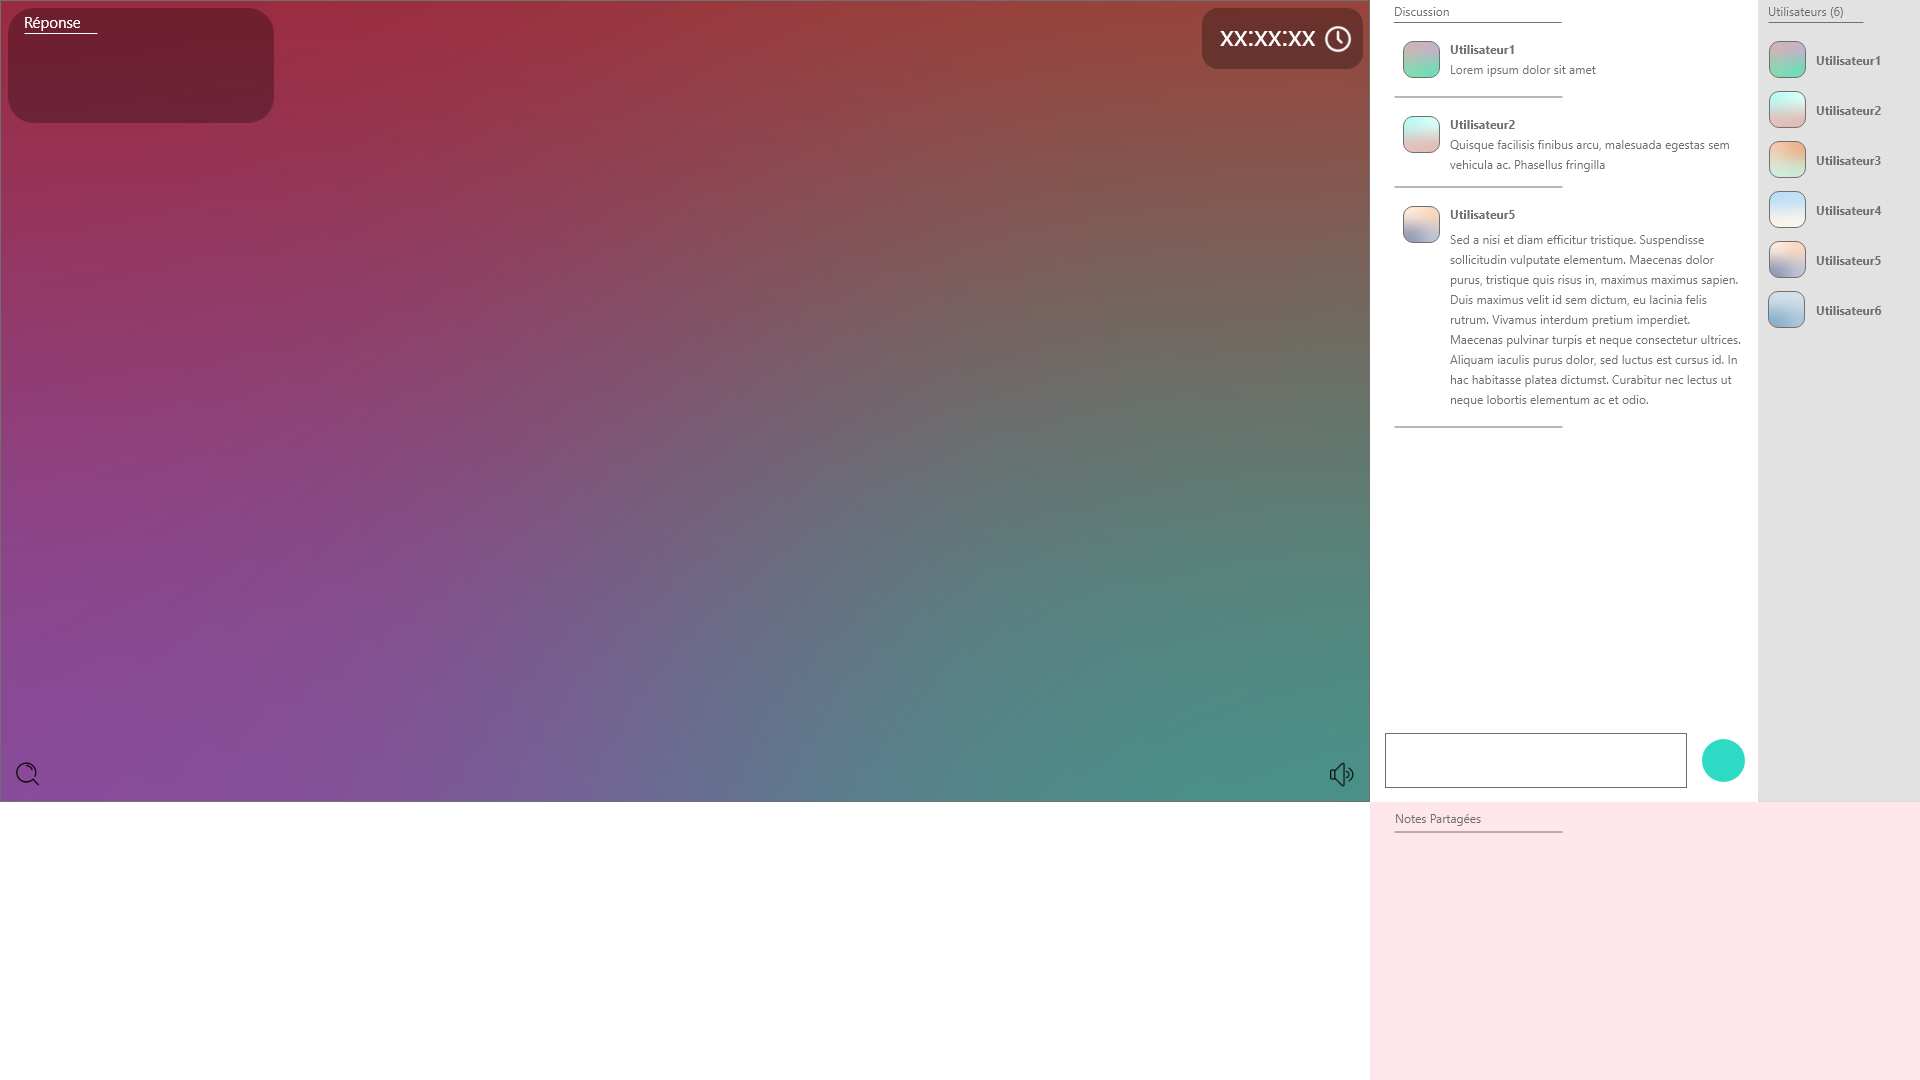 Réponse
xx:xx:xx
Discussion
Utilisateur1
Lorem ipsum dolor sit amet
Utilisateur2
Quisque facilisis finibus arcu, malesuada egestas sem
vehicula ac. Phasellus fringilla
Utilisateur5
Sed a nisi et diam efficitur tristique. Suspendisse
sollicitudin vulputate elementum. Maecenas dolor
purus, tristique quis risus in, maximus maximus sapien.
Duis maximus velit id sem dictum, eu lacinia felis
rutrum. Vivamus interdum pretium imperdiet.
Maecenas pulvinar turpis et neque consectetur ultrices.
Aliquam iaculis purus dolor, sed luctus est cursus id. In
hac habitasse platea dictumst. Curabitur nec lectus ut
neque lobortis elementum ac et odio.
Utilisateurs (6)
Utilisateur1
Utilisateur2
Utilisateur3
Utilisateur4
Utilisateur5
Utilisateur6
Notes Partagées